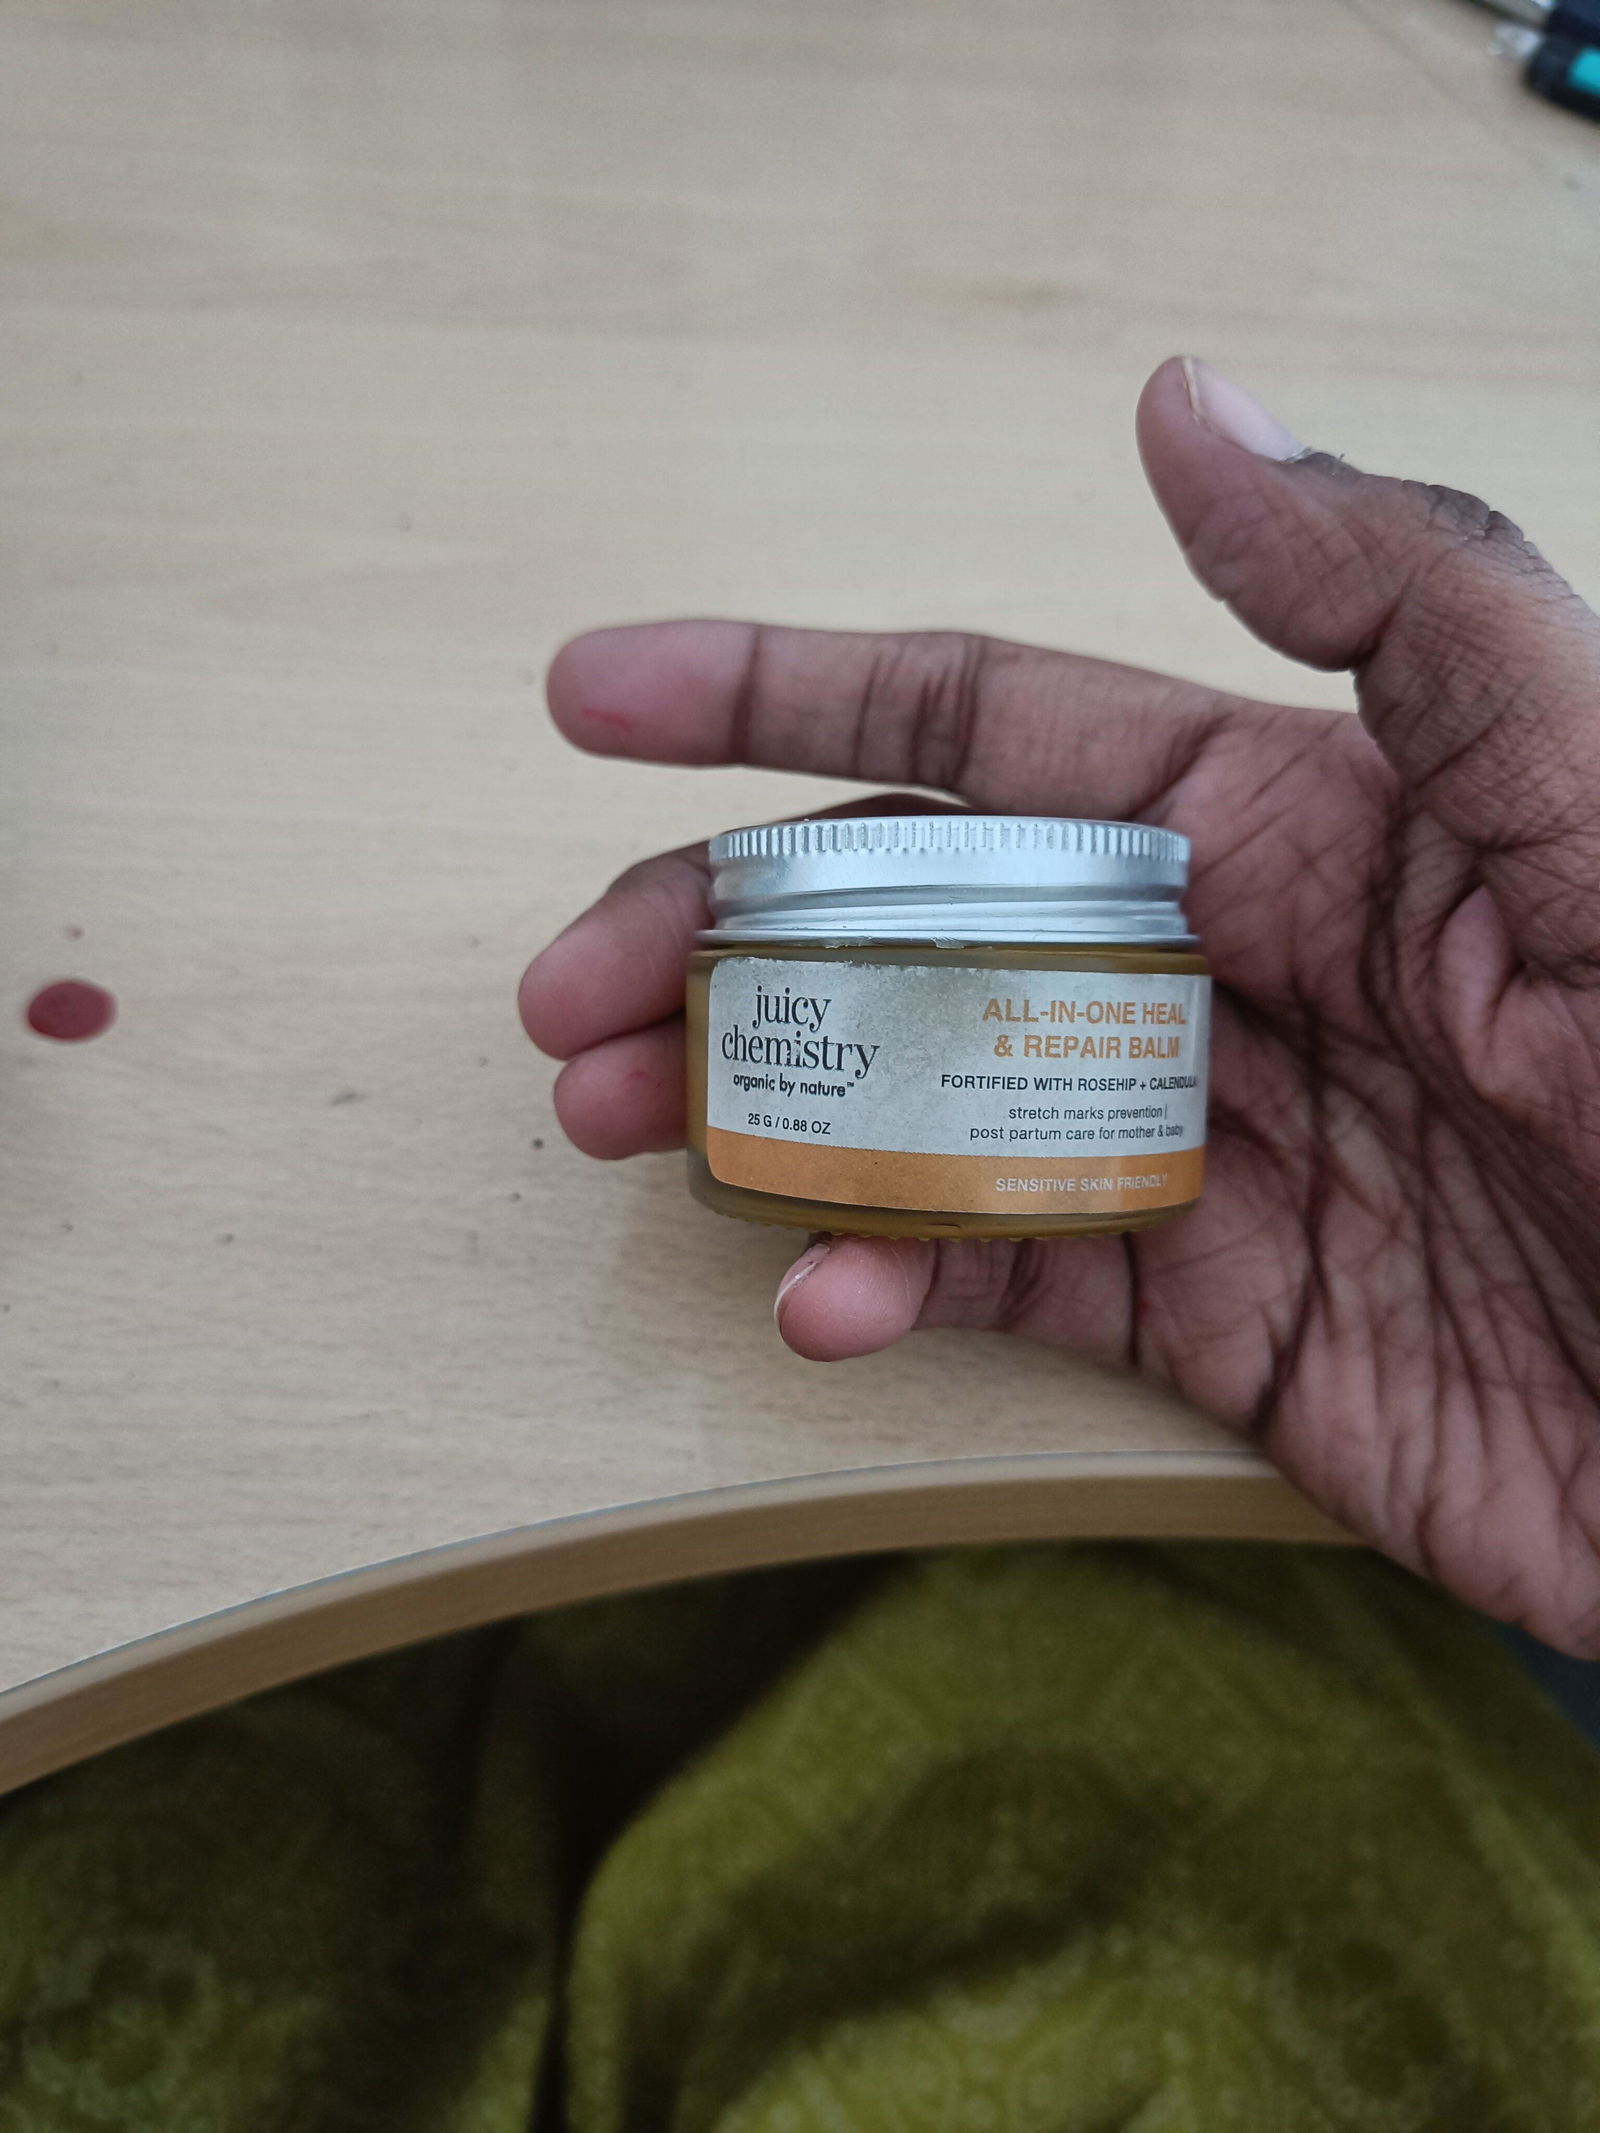 juicy
chemistry
organic by nature™
25 G / 0.88 OZ
ALL-IN-ONE HEAL
& REPAIR BALM
FORTIFIED WITH ROSEHIP + CALENDULA
stretch marks prevention |
post partum care for mother & baby
SENSITIVE SKIN FRIENDLY